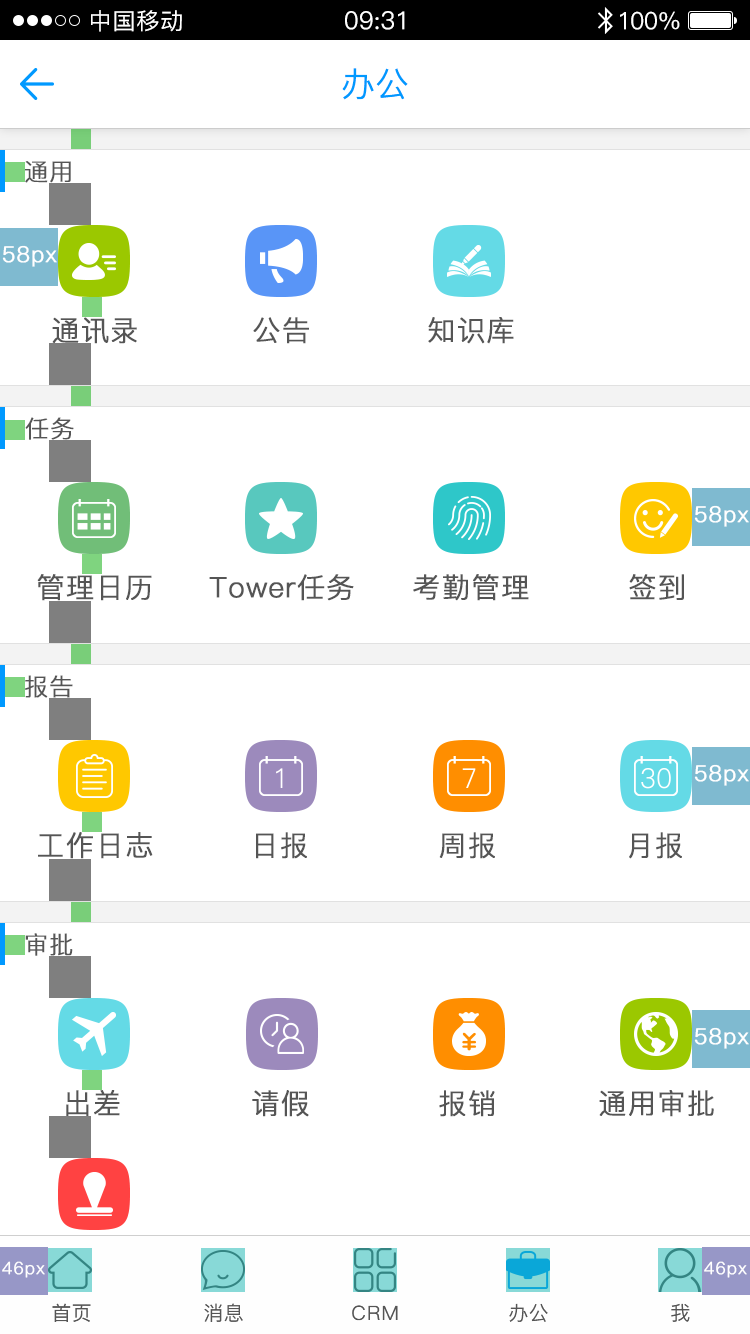 中国移动 09:31 100%
办公
通用
58px
通讯录 公告 知识库
任务
58px
管理日历 Tower任务 考勤管理 签到
报告
1 7 30 58px
工作日志 日报 周报 月报
审批
¥ 58px
出差 请假 报销 通用审批
46px 46px
首页 消息 CRM 办公 我